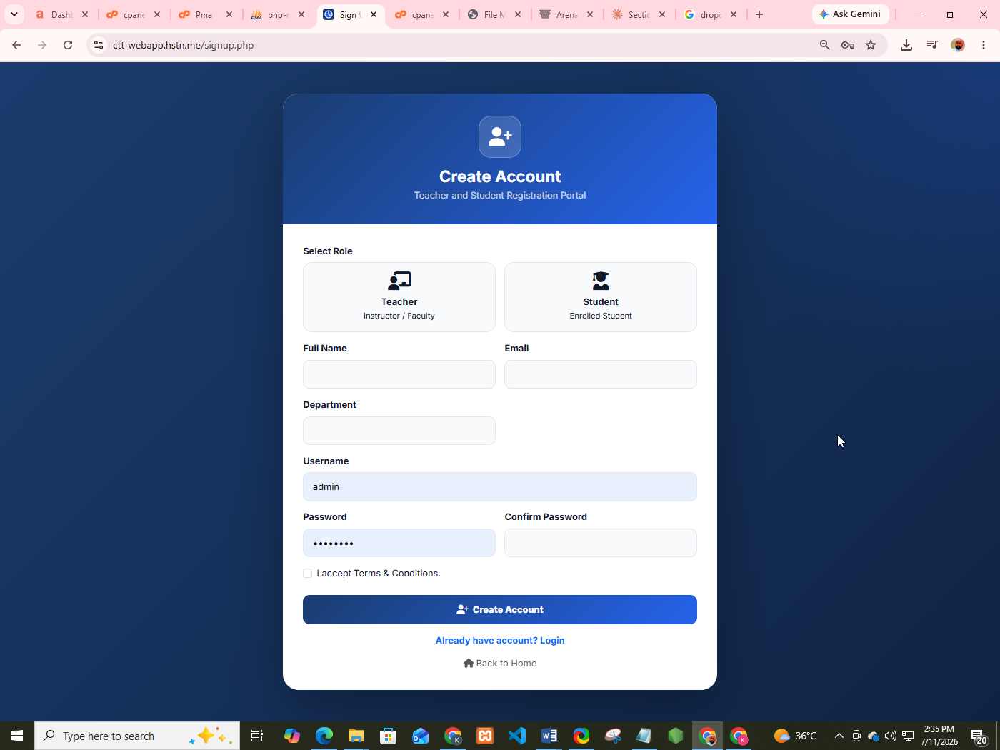 Dashb
cpane
Pma
php-r
Sign U
cpane
File M
Arena
Sectio
dropd
Ask Gemini
ctt-webapp.hstn.me/signup.php
Create Account
Teacher and Student Registration Portal
Select Role
Teacher
Instructor / Faculty
Student
Enrolled Student
Full Name
Email
Department
Username
admin
Password
Confirm Password
••••••••
I accept Terms & Conditions.
Create Account
Already have account? Login
Back to Home
Type here to search
36°C
2:35 PM
7/11/2026
20